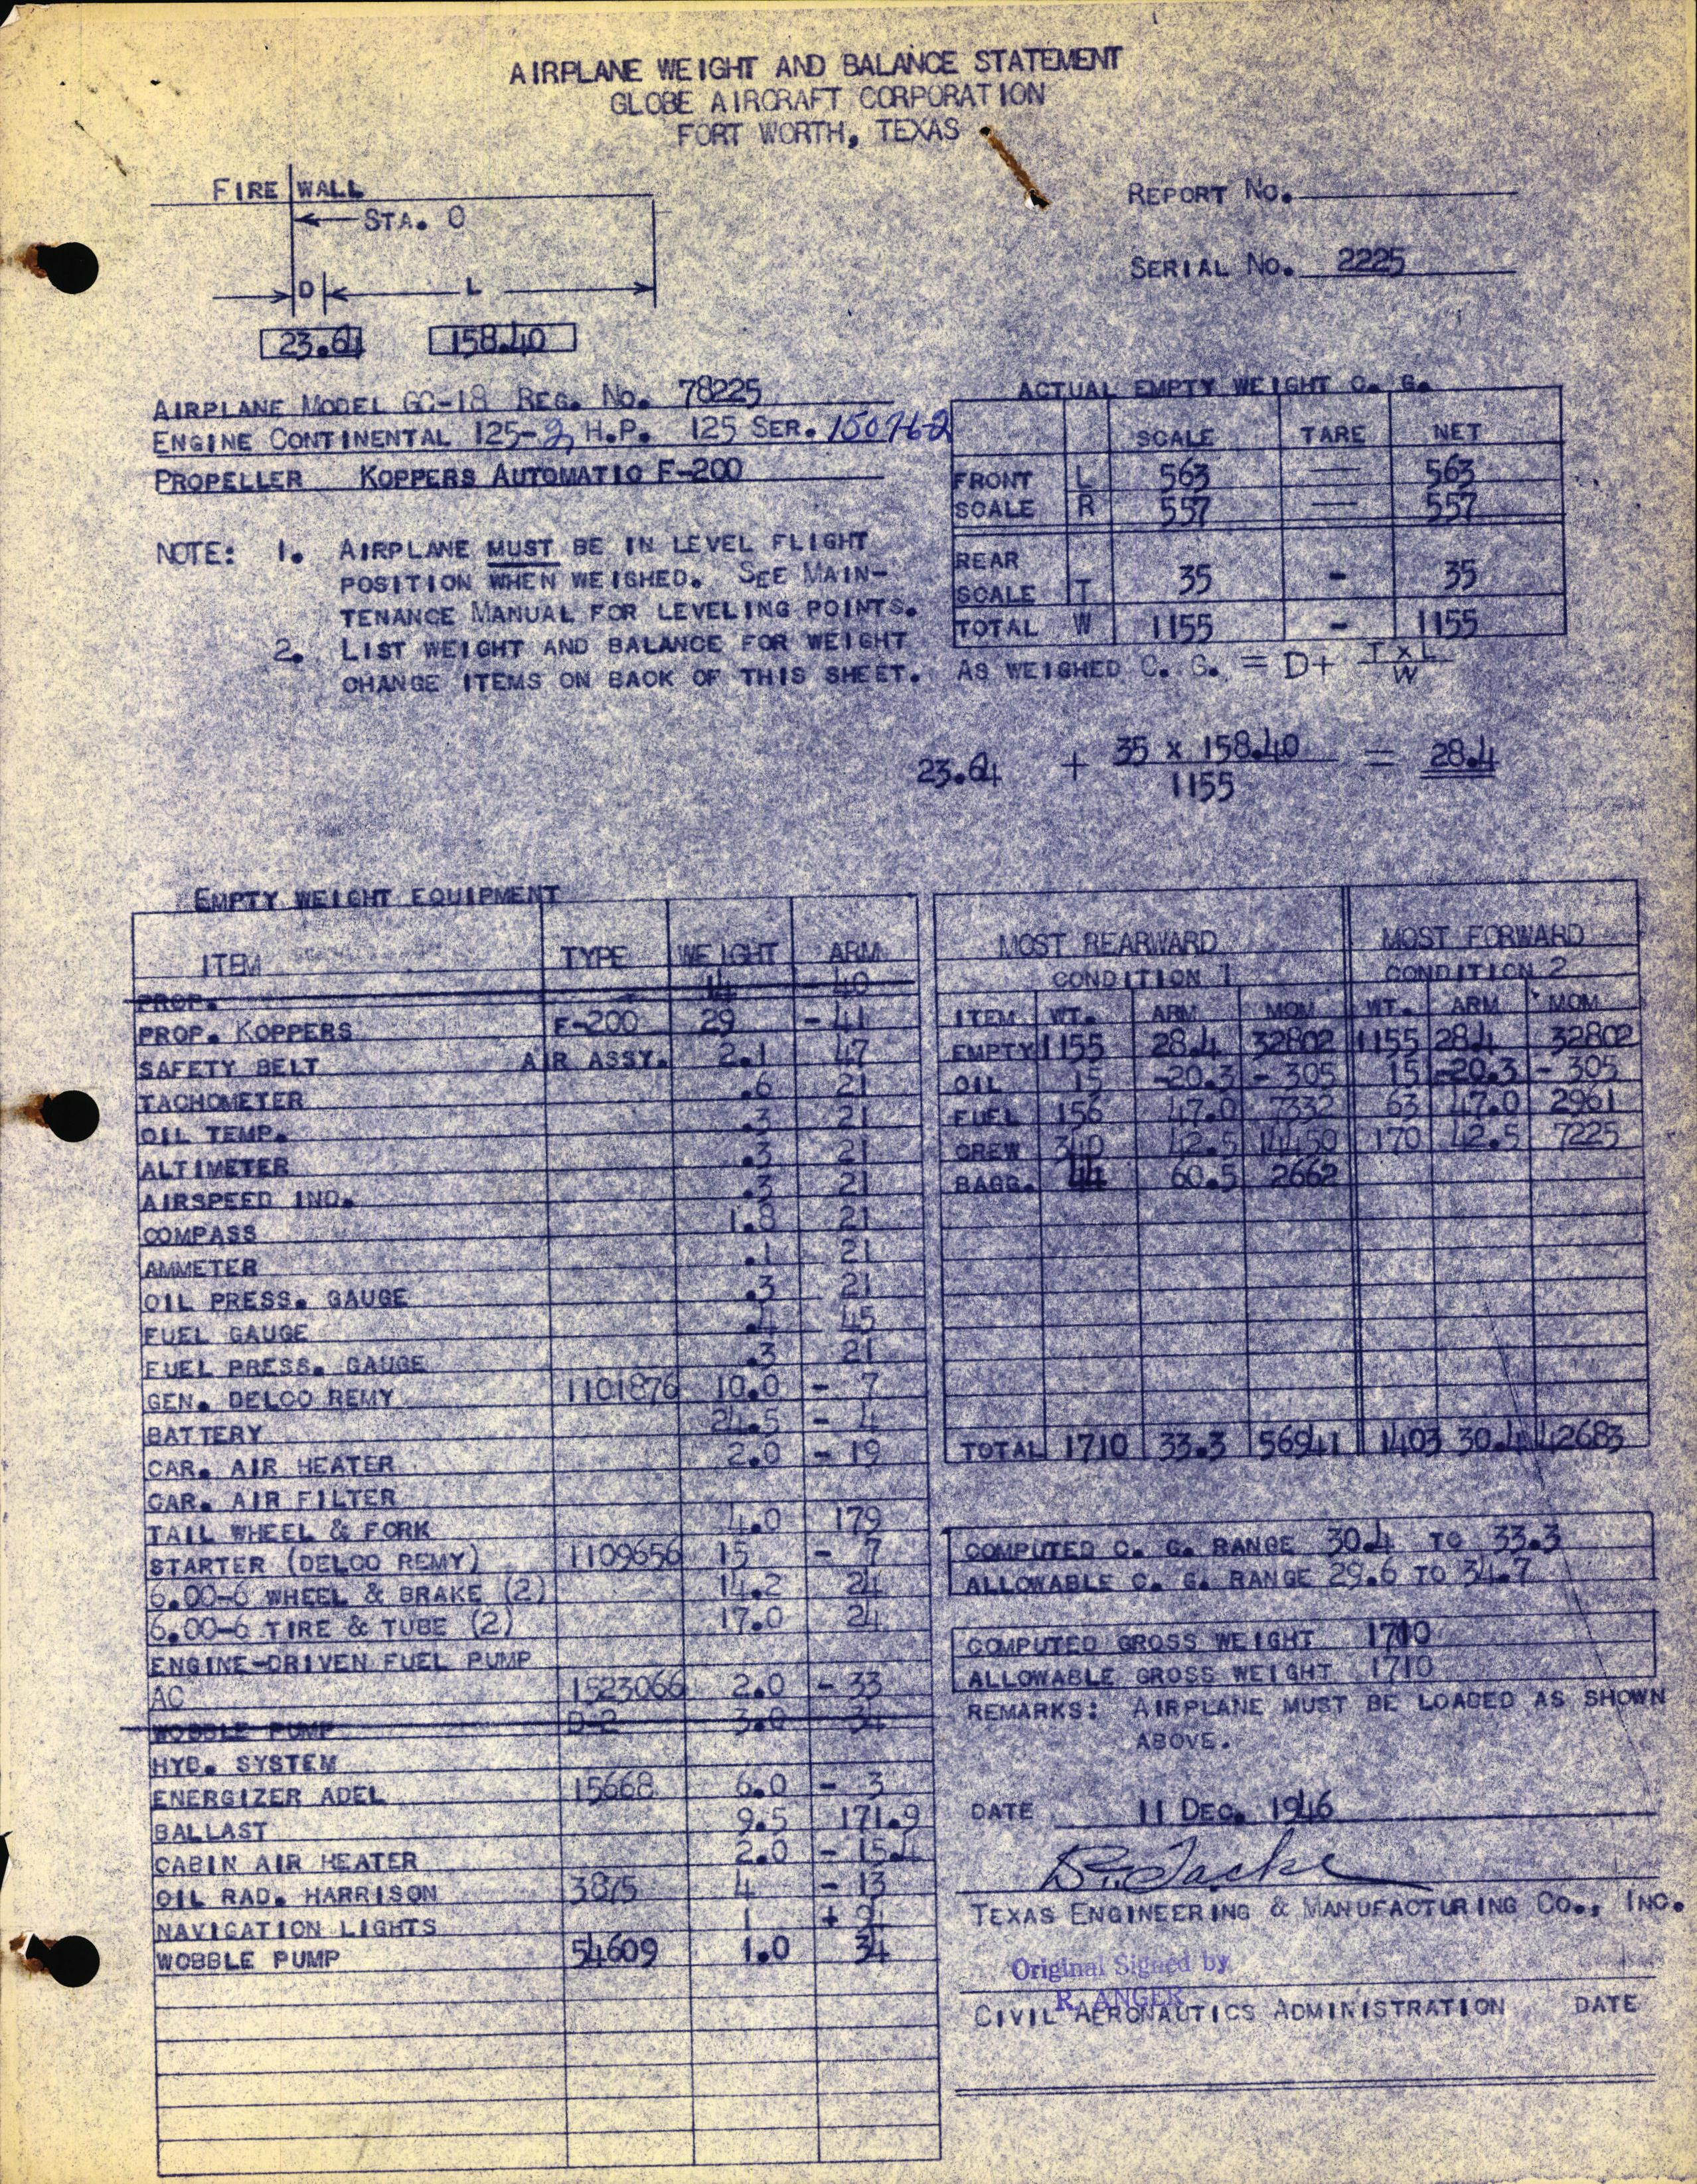 AIRPLANE WEIGHT AND BALANCE STATEMENT
GLOBE AIRCRAFT CORPORATION
FORT WORTH, TEXAS
FIRE WALL
STA. 0
D L
23.64 158.40
REPORT NO.
SERIAL NO. 2225
AIRPLANE MODEL GC-1B REG. NO. 78225
ENGINE CONTINENTAL 125-2, H.P. 125 SER. 15076-2
PROPELLER KOPPERS AUTOMATIC F-200
NOTE: 1. AIRPLANE MUST BE IN LEVEL FLIGHT
POSITION WHEN WEIGHED. SEE MAIN-
TENANCE MANUAL FOR LEVELING POINTS.
2. LIST WEIGHT AND BALANCE FOR WEIGHT
CHANGE ITEMS ON BACK OF THIS SHEET.
ACTUAL EMPTY WEIGHT C. G.
SCALE TARE NET
FRONT L 563 — 563
SCALE R 557 — 557
REAR
SCALE T 35 - 35
TOTAL W 1155 - 1155
AS WEIGHED C. G. = D+ T x L
W
23.64 + 35 x 158.40 = 28.4
1155
EMPTY WEIGHT EQUIPMENT
ITEM TYPE WEIGHT ARM
PROP. 14 - 40
PROP. KOPPERS F-200 29 - 41
SAFETY BELT AIR ASSY. 2.1 47
TACHOMETER .6 21
OIL TEMP. .3 21
ALTIMETER .3 21
AIRSPEED IND. .3 21
COMPASS 1.8 21
AMMETER .1 21
OIL PRESS. GAUGE .3 21
FUEL GAUGE .4 45
FUEL PRESS. GAUGE .3 21
GEN. DELCO REMY 1101876 10.0 - 7
BATTERY 24.5 - 4
CAR. AIR HEATER 2.0 - 19
CAR. AIR FILTER
TAIL WHEEL & FORK 4.0 179
STARTER (DELCO REMY) 1109656 15 - 7
6.00-6 WHEEL & BRAKE (2) 14.2 24
6.00-6 TIRE & TUBE (2) 17.0 24
ENGINE-DRIVEN FUEL PUMP
AC 1523066 2.0 - 33
WOBBLE PUMP D-2 3.0 34
HYD. SYSTEM
ENERGIZER ADEL 15668 6.0 - 3
BALLAST 9.5 171.9
CABIN AIR HEATER 2.0 - 15.4
OIL RAD. HARRISON 3875 4 - 13
NAVIGATION LIGHTS 1 +
WOBBLE PUMP 54609 1.0 34
MOST REARWARD MOST FORWARD
CONDITION 1 CONDITION 2
ITEM WT. ARM MOM WT. ARM MOM
EMPTY 1155 28.4 32802 1155 28.4 32802
OIL 15 -20.3 - 305 15 -20.3 - 305
FUEL 156 47.0 7332 63 47.0 2961
CREW 340 42.5 14450 170 42.5 7225
BAGG. 44 60.5 2662
TOTAL 1710 33.3 56941 1403 30.4 42683
COMPUTED C. G. RANGE 30.4 TO 33.3
ALLOWABLE C. G. RANGE 29.6 TO 34.7
COMPUTED GROSS WEIGHT 1710
ALLOWABLE GROSS WEIGHT 1710
REMARKS: AIRPLANE MUST BE LOADED AS SHOWN
ABOVE.
DATE 11 DEC. 1946
TEXAS ENGINEERING & MANUFACTURING CO., INC.
Original Signed by
R. ANGER
CIVIL AERONAUTICS ADMINISTRATION DATE